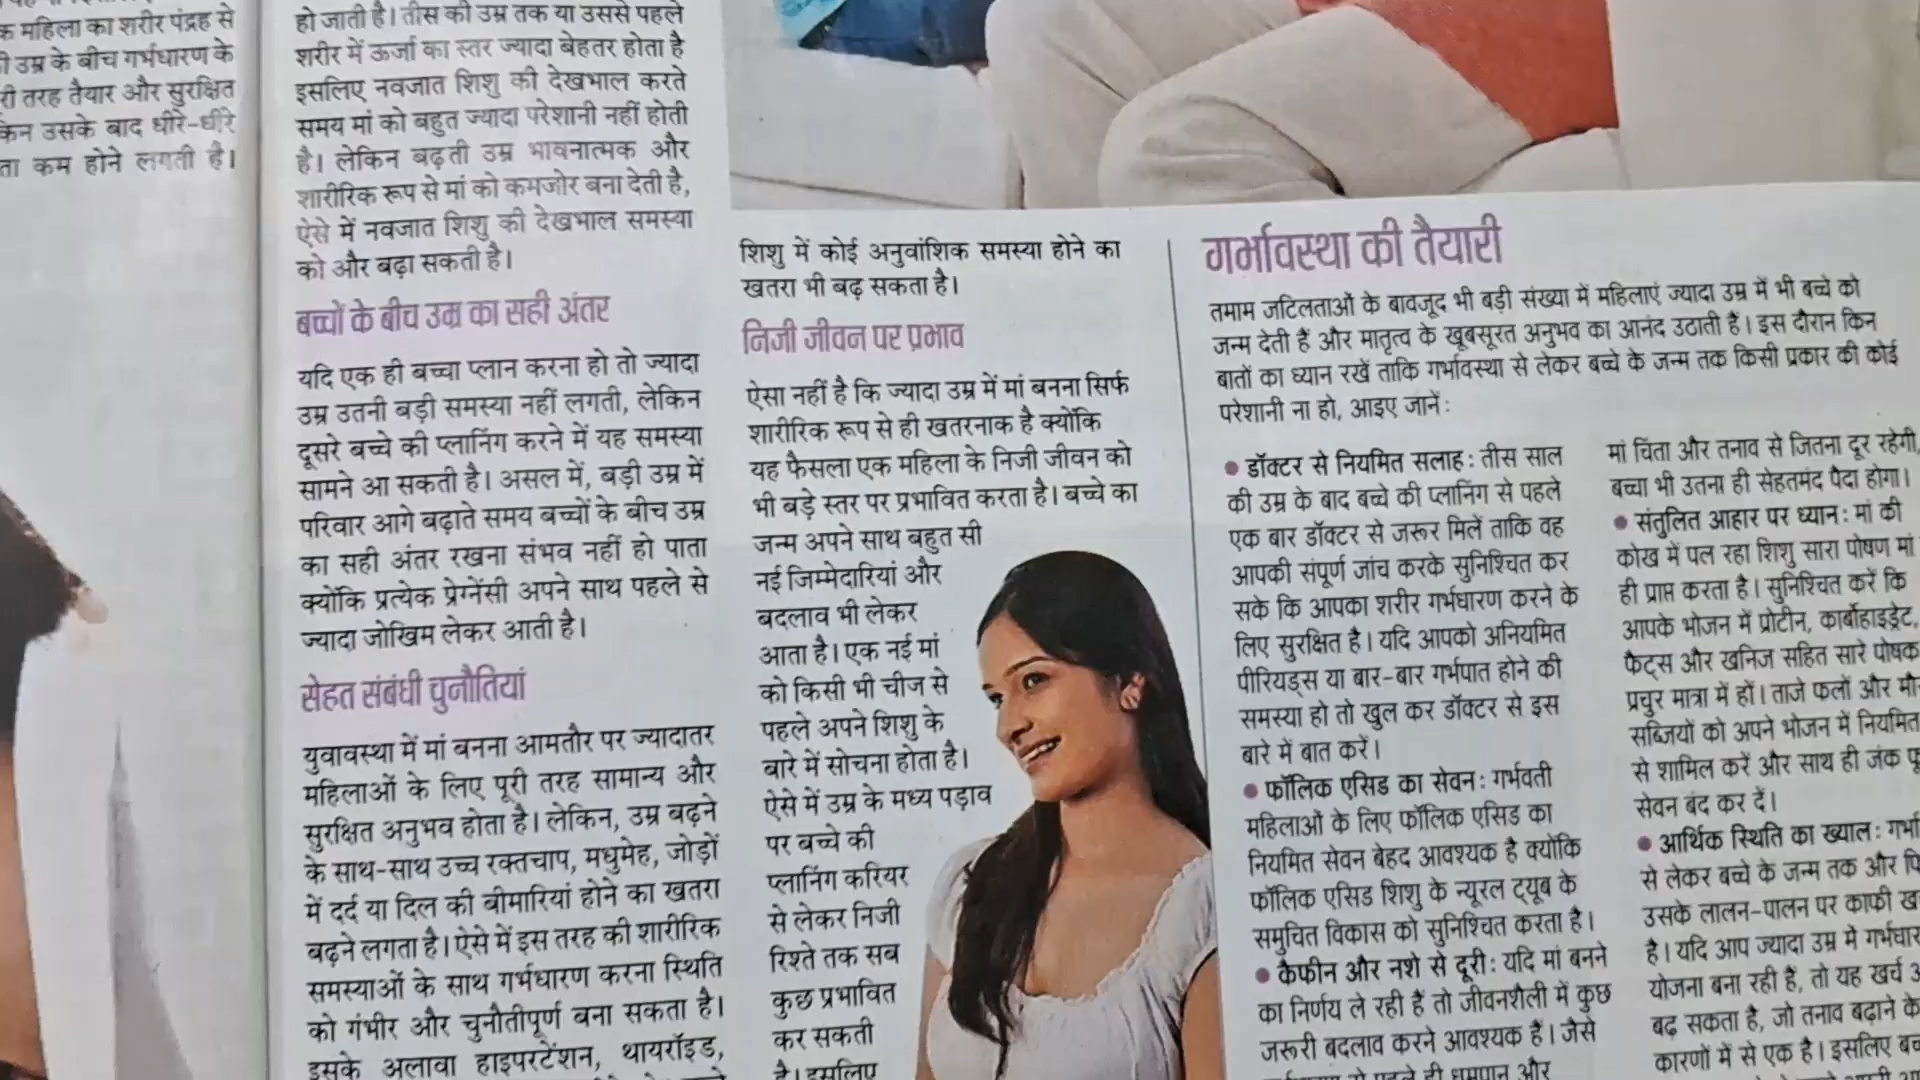 महिला का शरीर पंद्रह से
उम्र के बीच गर्भधारण के
तरह तैयार और सुरक्षित
उसके बाद धीरे-धीरे
कम होने लगती है।
हो जाती है। तीस की उम्र तक या उससे पहले
शरीर में ऊर्जा का स्तर ज्यादा बेहतर होता है
इसलिए नवजात शिशु की देखभाल करते
समय मां को बहुत ज्यादा परेशानी नहीं होती
है। लेकिन बढ़ती उम्र भावनात्मक और
शारीरिक रूप से मां को कमजोर बना देती है,
ऐसे में नवजात शिशु की देखभाल समस्या
को और बढ़ा सकती है।
बच्चों के बीच उम्र का सही अंतर
यदि एक ही बच्चा प्लान करना हो तो ज्यादा
उम्र उतनी बड़ी समस्या नहीं लगती, लेकिन
दूसरे बच्चे की प्लानिंग करने में यह समस्या
सामने आ सकती है। असल में, बड़ी उम्र में
परिवार आगे बढ़ाते समय बच्चों के बीच उम्र
का सही अंतर रखना संभव नहीं हो पाता
क्योंकि प्रत्येक प्रेग्नेंसी अपने साथ पहले से
ज्यादा जोखिम लेकर आती है।
सेहत संबंधी चुनौतियां
युवावस्था में मां बनना आमतौर पर ज्यादातर
महिलाओं के लिए पूरी तरह सामान्य और
सुरक्षित अनुभव होता है। लेकिन, उम्र बढ़ने
के साथ-साथ उच्च रक्तचाप, मधुमेह, जोड़ों
में दर्द या दिल की बीमारियां होने का खतरा
बढ़ने लगता है। ऐसे में इस तरह की शारीरिक
समस्याओं के साथ गर्भधारण करना स्थिति
को गंभीर और चुनौतीपूर्ण बना सकता है।
इसके अलावा हाइपरटेंशन, थायरॉइड,
शिशु में कोई अनुवांशिक समस्या होने का
खतरा भी बढ़ सकता है।
निजी जीवन पर प्रभाव
ऐसा नहीं है कि ज्यादा उम्र में मां बनना सिर्फ
शारीरिक रूप से ही खतरनाक है क्योंकि
यह फैसला एक महिला के निजी जीवन को
भी बड़े स्तर पर प्रभावित करता है। बच्चे का
जन्म अपने साथ बहुत सी
नई जिम्मेदारियां और
बदलाव भी लेकर
आता है। एक नई मां
को किसी भी चीज से
पहले अपने शिशु के
बारे में सोचना होता है।
ऐसे में उम्र के मध्य पड़ाव
पर बच्चे की
प्लानिंग करियर
से लेकर निजी
रिश्ते तक सब
कुछ प्रभावित
कर सकती
है। इसलिए
गर्भावस्था की तैयारी
तमाम जटिलताओं के बावजूद भी बड़ी संख्या में महिलाएं ज्यादा उम्र में भी बच्चे को
जन्म देती हैं और मातृत्व के खूबसूरत अनुभव का आनंद उठाती हैं। इस दौरान किन
बातों का ध्यान रखें ताकि गर्भावस्था से लेकर बच्चे के जन्म तक किसी प्रकार की कोई
परेशानी ना हो, आइए जानें:
● डॉक्टर से नियमित सलाह: तीस साल
की उम्र के बाद बच्चे की प्लानिंग से पहले
एक बार डॉक्टर से जरूर मिलें ताकि वह
आपकी संपूर्ण जांच करके सुनिश्चित कर
सके कि आपका शरीर गर्भधारण करने के
लिए सुरक्षित है। यदि आपको अनियमित
पीरियड्स या बार-बार गर्भपात होने की
समस्या हो तो खुल कर डॉक्टर से इस
बारे में बात करें।
● फॉलिक एसिड का सेवन: गर्भवती
महिलाओं के लिए फॉलिक एसिड का
नियमित सेवन बेहद आवश्यक है क्योंकि
फॉलिक एसिड शिशु के न्यूरल ट्यूब के
समुचित विकास को सुनिश्चित करता है।
● कैफीन और नशे से दूरी: यदि मां बनने
का निर्णय ले रही हैं तो जीवनशैली में कुछ
जरूरी बदलाव करने आवश्यक हैं। जैसे
से पहले ही धूम्रपान और
मां चिंता और तनाव से जितना दूर रहेगी,
बच्चा भी उतना ही सेहतमंद पैदा होगा।
● संतुलित आहार पर ध्यान: मां की
कोख में पल रहा शिशु सारा पोषण मां
ही प्राप्त करता है। सुनिश्चित करें कि
आपके भोजन में प्रोटीन, कार्बोहाइड्रेट,
फैट्स और खनिज सहित सारे पोषक
प्रचुर मात्रा में हों। ताजे फलों और
सब्जियों को अपने भोजन में नियमित
से शामिल करें और साथ ही जंक
सेवन बंद कर दें।
● आर्थिक स्थिति का ख्याल:
से लेकर बच्चे के जन्म तक और
उसके लालन-पालन पर काफी
है। यदि आप ज्यादा उम्र में
योजना बना रही हैं, तो यह खर्च
बढ़ सकता है, जो तनाव बढ़ाने के
कारणों में से एक है। इसलिए